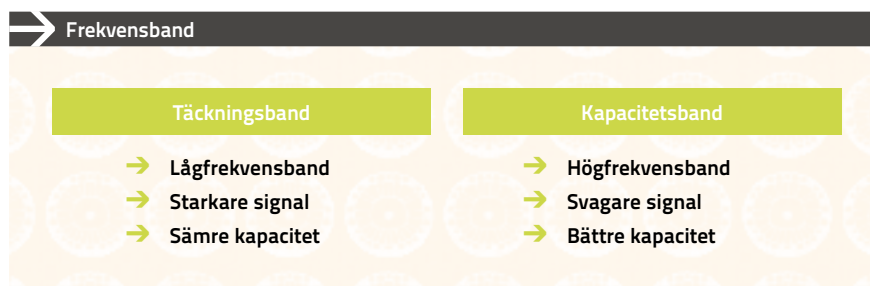 Frekvensband
Täckningsband
Lågfrekvensband
Starkare signal
Sämre kapacitet
Kapacitetsband
Högfrekvensband
Svagare signal
Bättre kapacitet